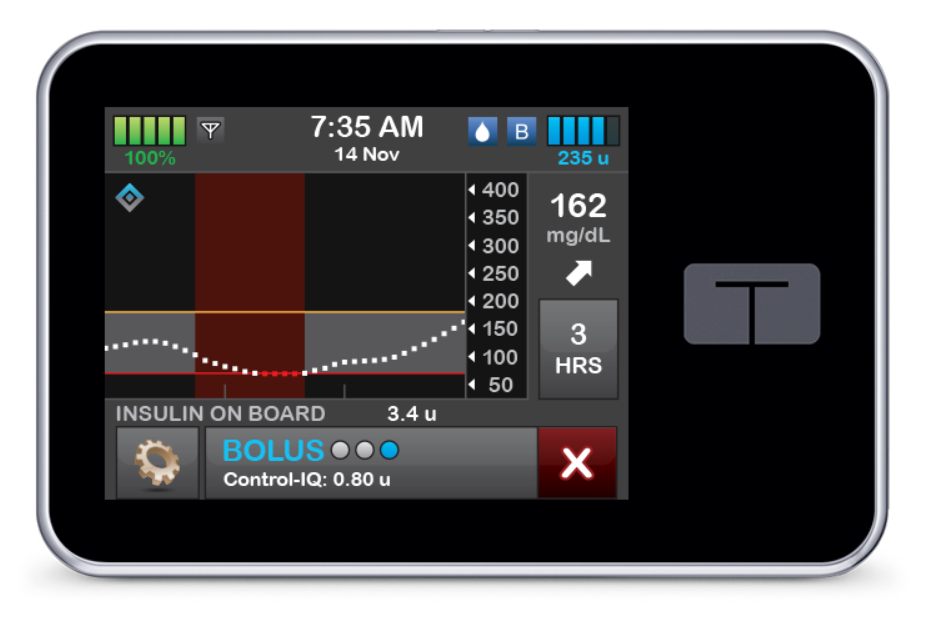 7:35 AM
B
100%
14 Nov
235 u
400
350
300
250
200
150
100
50
162
mg/dL
3
HRS
INSULIN ON BOARD 3.4 u
BOLUS
Control-IQ: 0.80 u